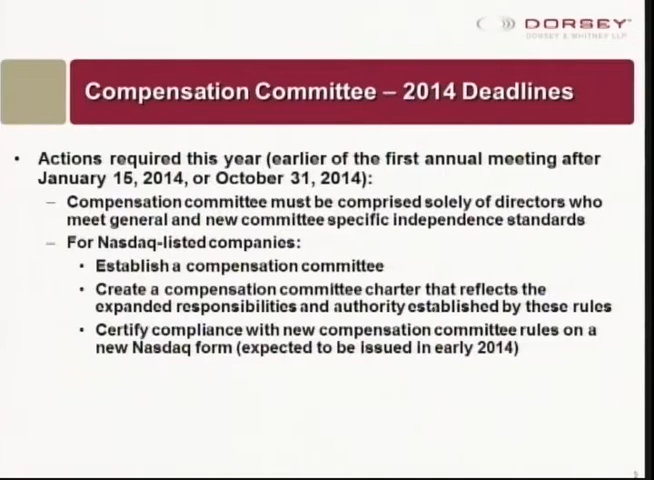 DORSEY™
DORSEY & WHITNEY LLP
Compensation Committee – 2014 Deadlines
• Actions required this year (earlier of the first annual meeting after
January 15, 2014, or October 31, 2014):
– Compensation committee must be comprised solely of directors who
meet general and new committee specific independence standards
– For Nasdaq-listed companies:
• Establish a compensation committee
• Create a compensation committee charter that reflects the
expanded responsibilities and authority established by these rules
• Certify compliance with new compensation committee rules on a
new Nasdaq form (expected to be issued in early 2014)